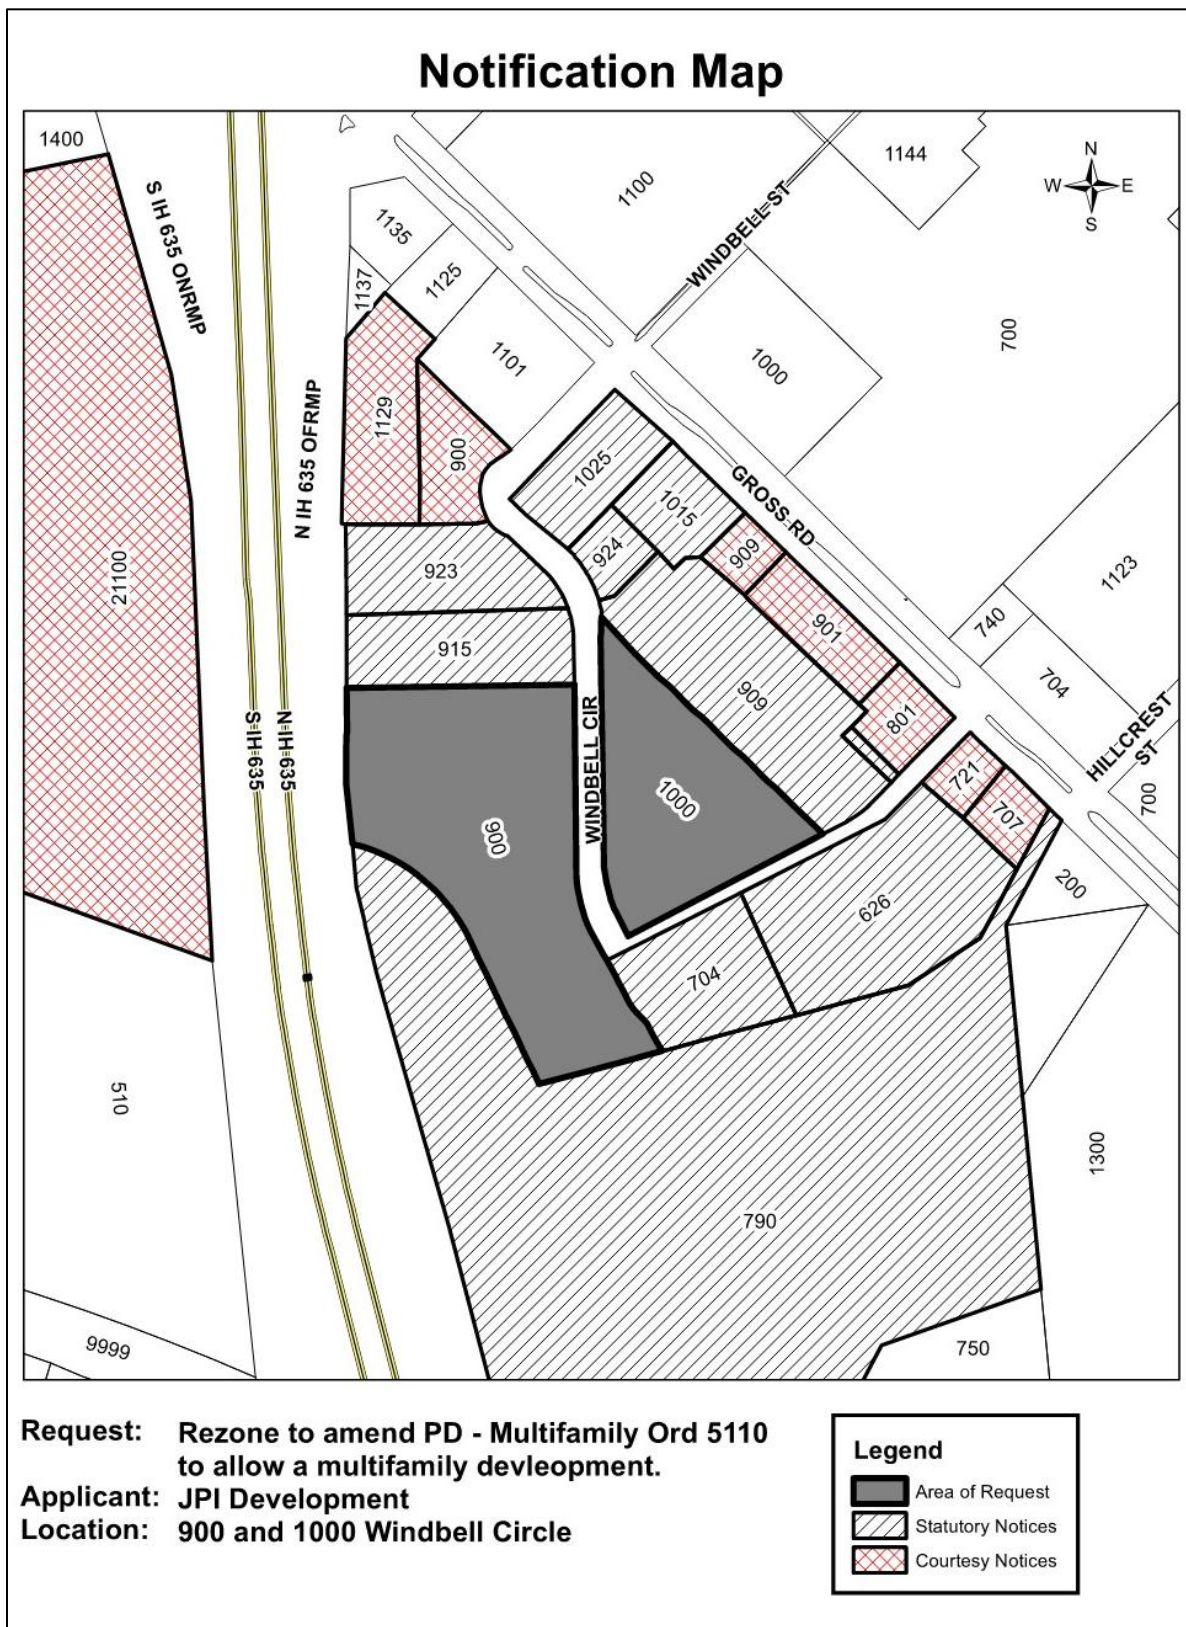 Notification Map
1400
S IH 635 ONRMP
1100
WINDBELL ST
1144
N
W E
S
1135
1125
1137
1101
1000
700
N IH 635 OFRMP
1129
900
1025
1015
GROSS RD
924
909
21100
923
1123
740
901
915
704
909
801
HILLCREST
ST
S IH 635
N IH 635
WINDBELL CIR
1000
721
707
700
900
200
626
704
510
1300
790
9999
750
Request: Rezone to amend PD - Multifamily Ord 5110
to allow a multifamily devleopment.
Applicant: JPI Development
Location: 900 and 1000 Windbell Circle
Legend
Area of Request
Statutory Notices
Courtesy Notices